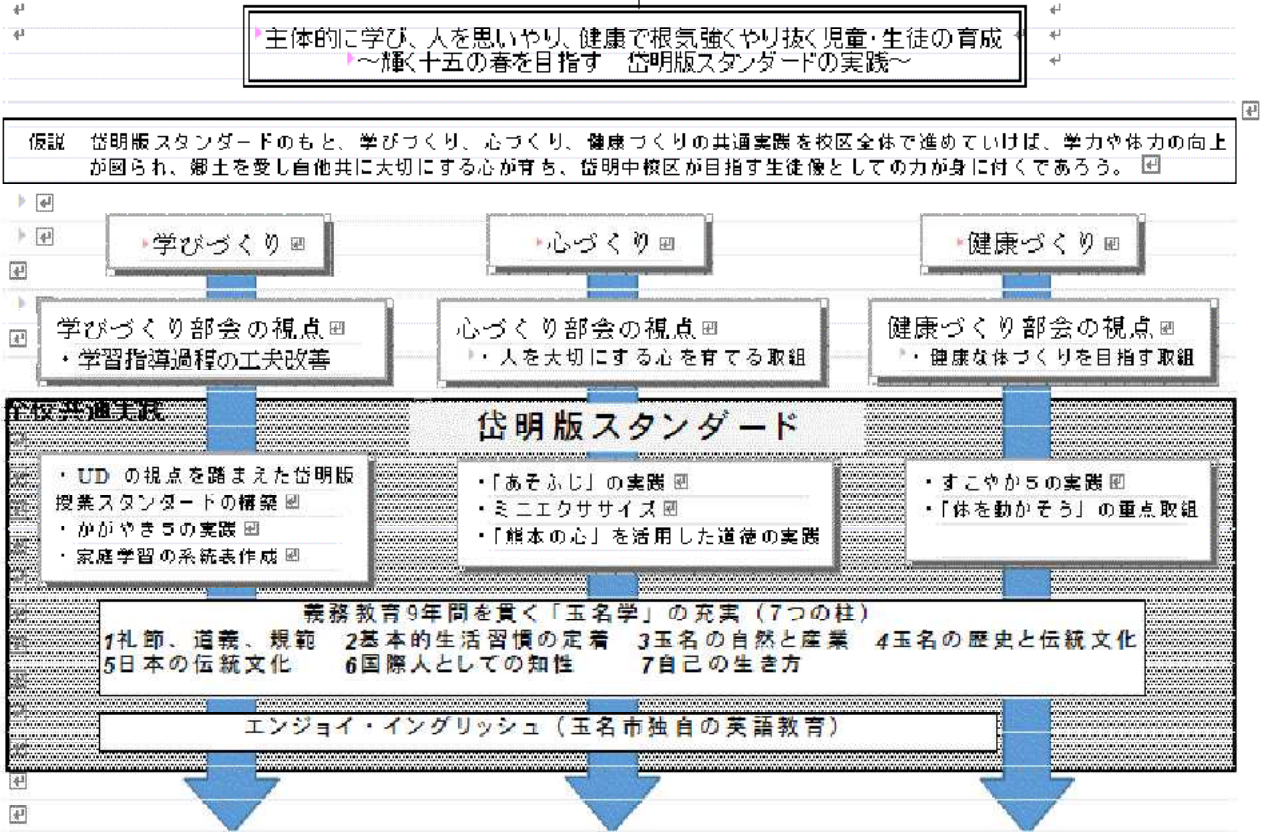 主体的に学び、人を思いやり、健康で根気強くやり抜く児童・生徒の育成
～輝く十五の春を目指す　岱明版スタンダードの実践～
仮説　岱明版スタンダードのもと、学びづくり、心づくり、健康づくりの共通実践を校区全体で進めていけば、学力や体力の向上
が図られ、郷土を愛し自他共に大切にする心が育ち、岱明中校区が目指す生徒像としての力が身に付くであろう。
学びづくり
心づくり
健康づくり
学びづくり部会の視点
・学習指導過程の工夫改善
心づくり部会の視点
・人を大切にする心を育てる取組
健康づくり部会の視点
・健康な体づくりを目指す取組
全校共通実践
岱明版スタンダード
・UD の視点を踏まえた岱明版
授業スタンダードの構築
・かがやき５の実践
・家庭学習の系統表作成
・「あそふじ」の実践
・ミニエクササイズ
・「熊本の心」を活用した道徳の実践
・すこやか５の実践
・「体を動かそう」の重点取組
義務教育9年間を貫く「玉名学」の充実（7つの柱）
1礼節、道義、規範　2基本的生活習慣の定着　3玉名の自然と産業　4玉名の歴史と伝統文化
5日本の伝統文化　6国際人としての知性　7自己の生き方
エンジョイ・イングリッシュ（玉名市独自の英語教育）